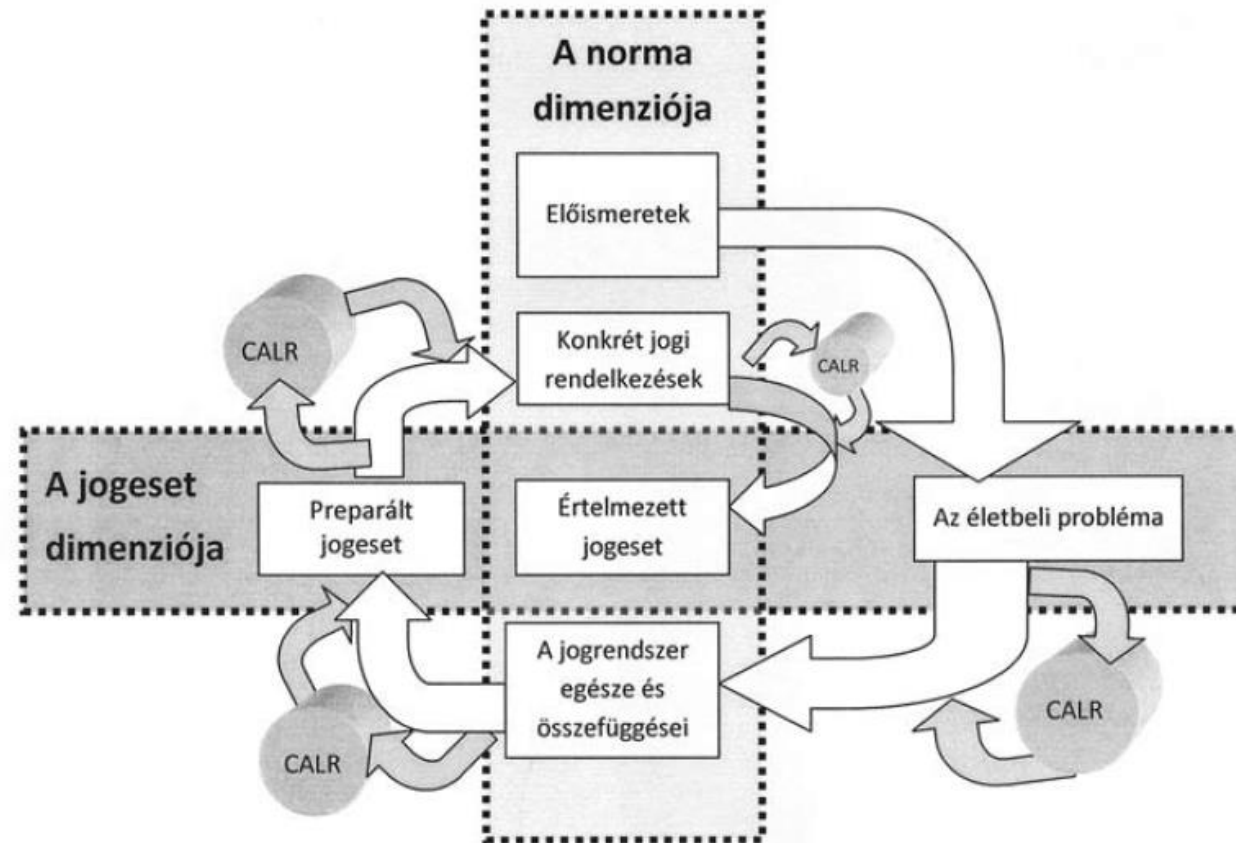 A norma
dimenziója
Előismeretek
Konkrét jogi
rendelkezések
CALR
CALR
A jogeset
dimenziója
Preparált
jogeset
Értelmezett
jogeset
Az életbeli probléma
A jogrendszer
egésze és
összefüggései
CALR
CALR